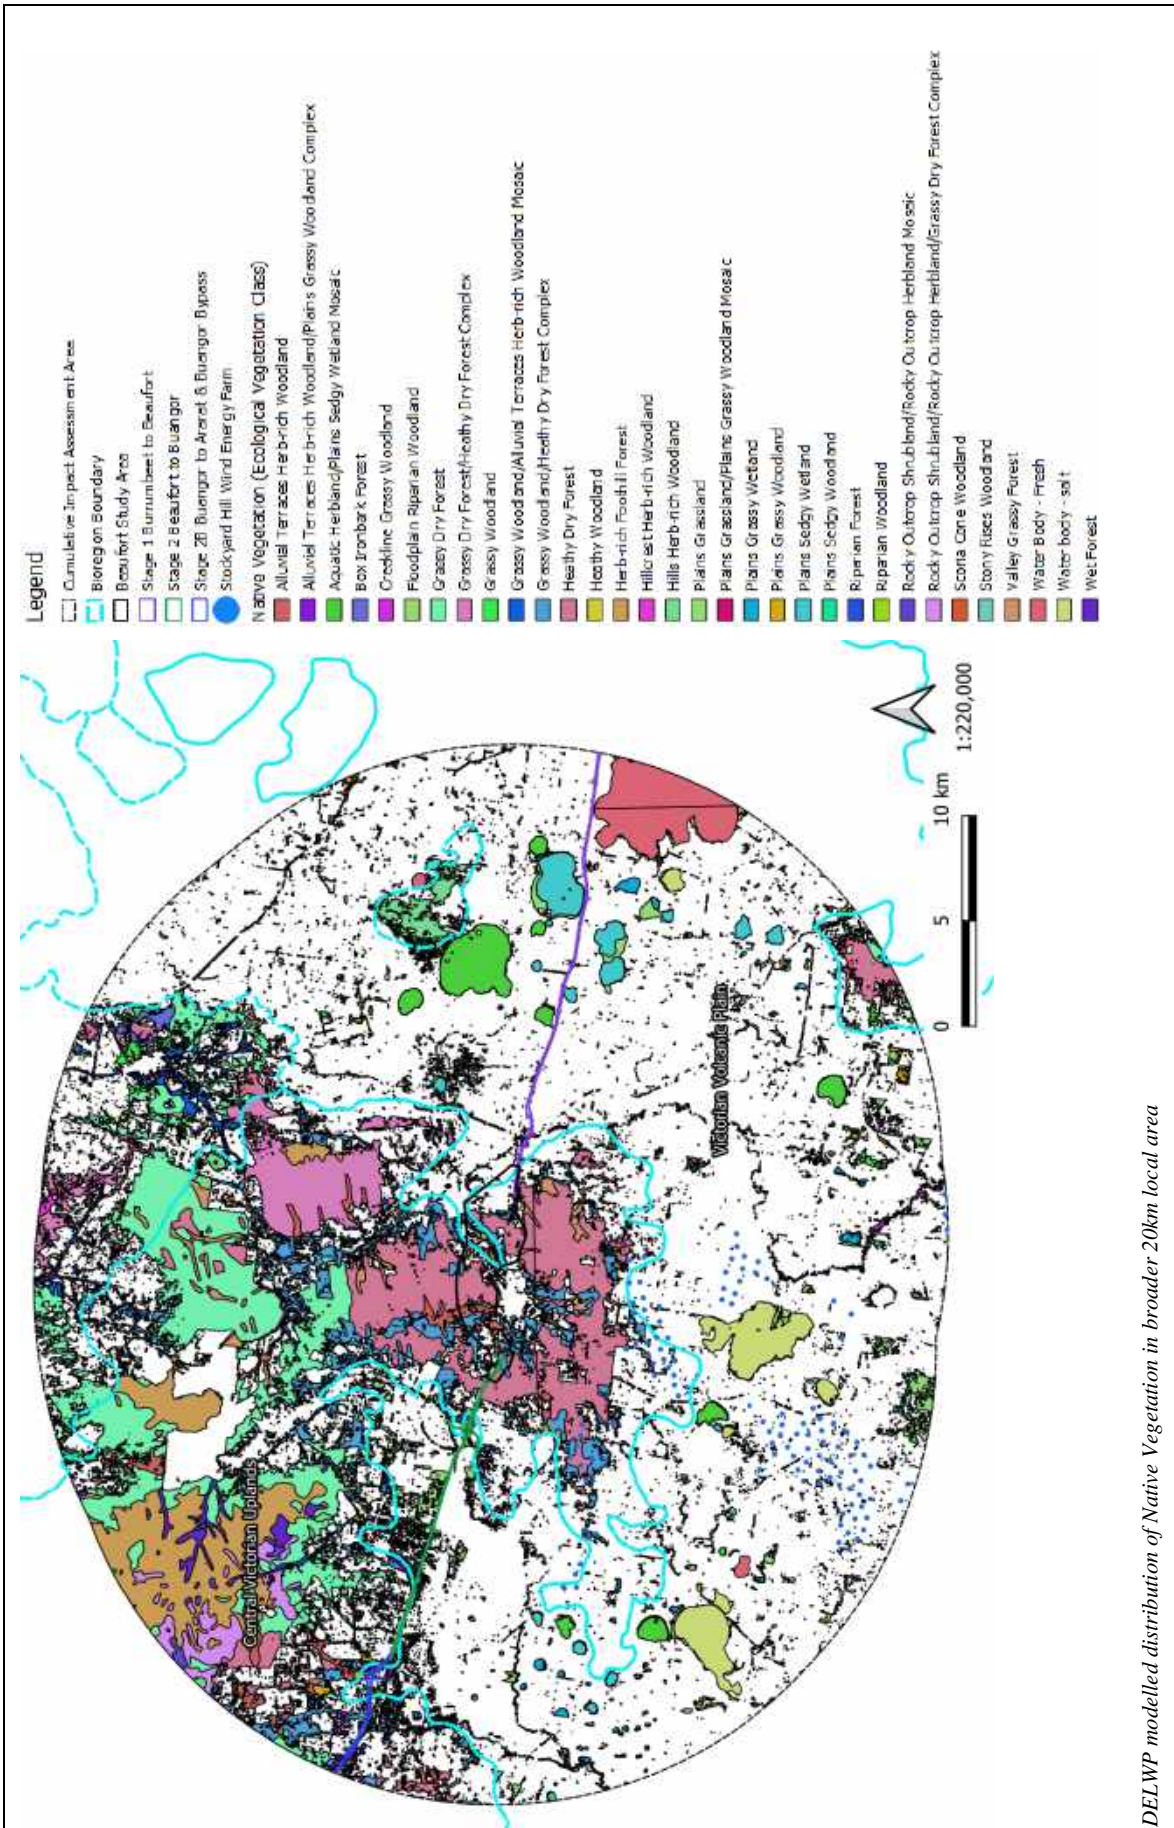 Legend
Cumulative Impact Assessment Area
Bioregion Boundary
Beaufort Study Area
Stage 1 Burrumbeet to Beaufort
Stage 2 Beaufort to Buangor
Stage 2B Buangor to Ararat & Buangor Bypass
Stockyard Hill Wind Energy Farm
Native Vegetation (Ecological Vegetation Class)
Alluvial Terraces Herb-rich Woodland
Alluvial Terraces Herb-rich Woodland/Plains Grassy Woodland Complex
Aquatic Herbland/Plains Sedgy Wetland Mosaic
Box Ironbark Forest
Creekline Grassy Woodland
Floodplain Riparian Woodland
Grassy Dry Forest
Grassy Dry Forest/Heathy Dry Forest Complex
Grassy Woodland
Grassy Woodland/Alluvial Terraces Herb-rich Woodland Mosaic
Grassy Woodland/Heathy Dry Forest Complex
Heathy Dry Forest
Heathy Woodland
Herb-rich Foothill Forest
Hillcrest Herb-rich Woodland
Hills Herb-rich Woodland
Plains Grassland
Plains Grassland/Plains Grassy Woodland Mosaic
Plains Grassy Wetland
Plains Grassy Woodland
Plains Sedgy Wetland
Plains Sedgy Woodland
Riparian Forest
Riparian Woodland
Rocky Outcrop Shrubland/Rocky Outcrop Herbland Mosaic
Rocky Outcrop Shrubland/Rocky Outcrop Herbland/Grassy Dry Forest Complex
Scoria Cone Woodland
Stony Rises Woodland
Valley Grassy Forest
Water Body - Fresh
Water body - salt
Wet Forest
Central Victorian Uplands
Victorian Volcanic Plain
0 5 10 km
1:220,000
DELWP modelled distribution of Native Vegetation in broader 20km local area